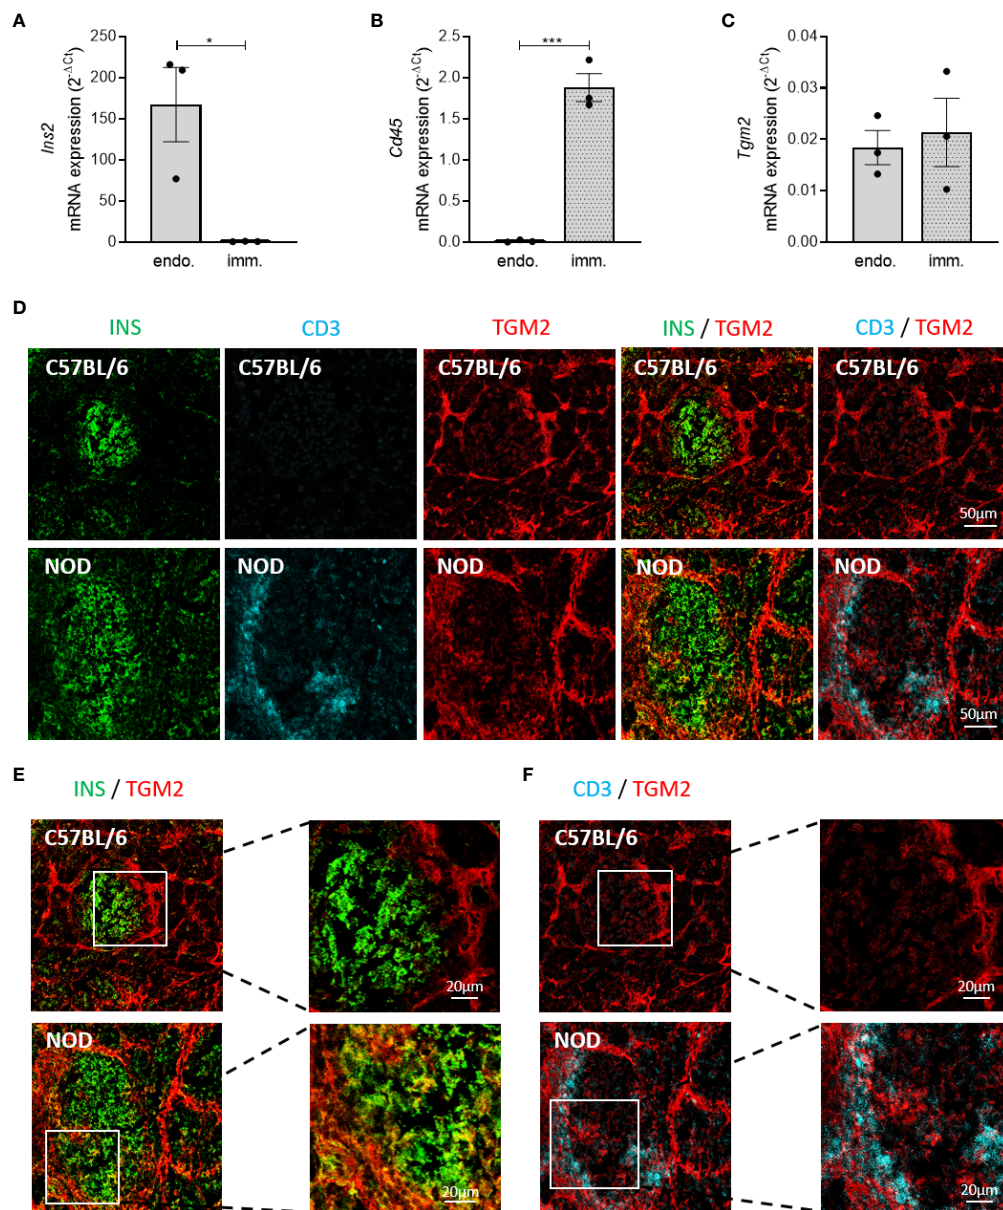 A
B
C
Ins2
mRNA expression (2-ΔCt)
250
200
150
100
50
0
*
endo.
imm.
Cd45
mRNA expression (2-ΔCt)
2.5
2.0
1.5
1.0
0.5
0.0
***
endo.
imm.
Tgm2
mRNA expression (2-ΔCt)
0.04
0.03
0.02
0.01
0.00
endo.
imm.
D
INS
CD3
TGM2
INS / TGM2
CD3 / TGM2
C57BL/6
C57BL/6
C57BL/6
C57BL/6
C57BL/6
50µm
NOD
NOD
NOD
NOD
NOD
50µm
E
INS / TGM2
C57BL/6
20µm
NOD
20µm
F
CD3 / TGM2
C57BL/6
20µm
NOD
20µm